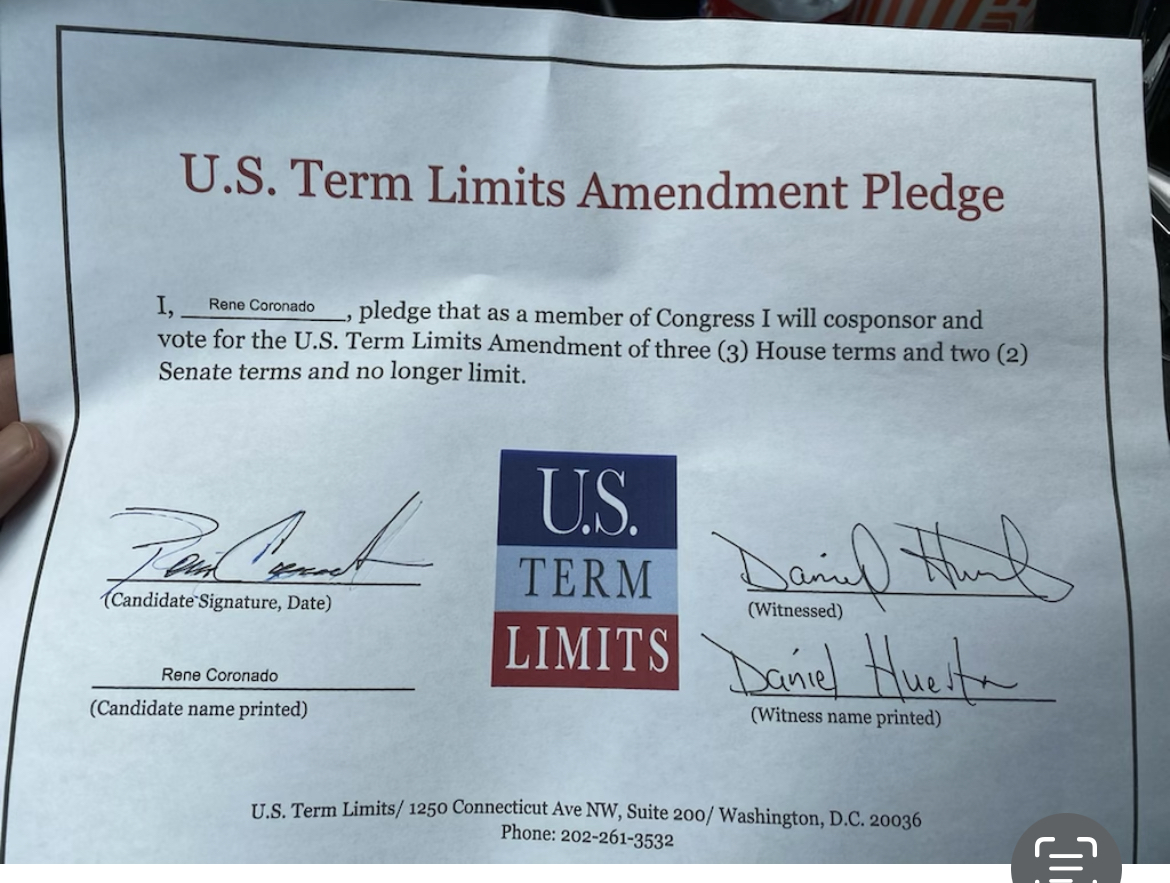 U.S. Term Limits Amendment Pledge
I, Rene Coronado, pledge that as a member of Congress I will cosponsor and
vote for the U.S. Term Limits Amendment of three (3) House terms and two (2)
Senate terms and no longer limit.
U.S.
TERM
LIMITS
(Candidate Signature, Date)
Rene Coronado
(Candidate name printed)
Daniel
(Witnessed)
Daniel Huerta
(Witness name printed)
U.S. Term Limits/ 1250 Connecticut Ave NW, Suite 200/ Washington, D.C. 20036
Phone: 202-261-3532